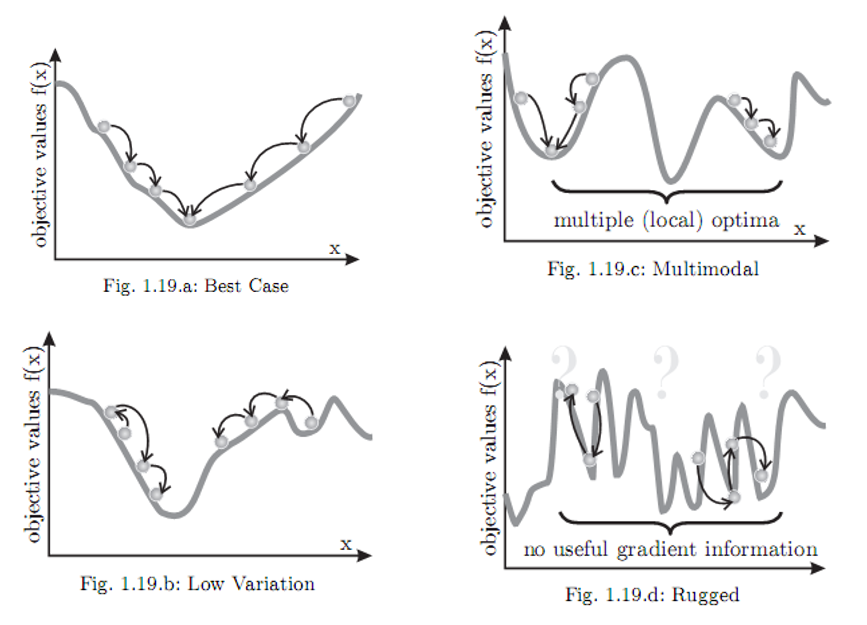 objective values f(x)
x
Fig. 1.19.a: Best Case
objective values f(x)
multiple (local) optima
x
Fig. 1.19.c: Multimodal
objective values f(x)
x
Fig. 1.19.b: Low Variation
objective values f(x)
? ? ?
no useful gradient information
Fig. 1.19.d: Rugged